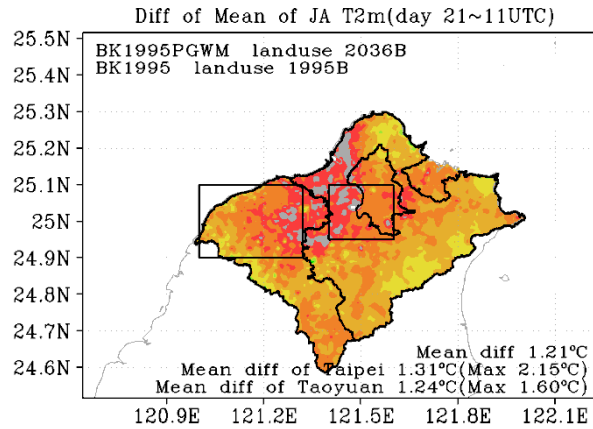 Diff of Mean of JA T2m(day 21~11UTC)
25.5N
BK1995PGWM landuse 2036B
25.4N
BK1995 landuse 1995B
25.3N
25.2N
25.1N
25N
24.9N
24.8N
24.7N
Mean diff 1.21°C
24.6N
Mean diff of Taipei 1.31°C(Max 2.15°C)
Mean diff of Taoyuan 1.24°C(Max 1.60°C)
120.9E 121.2E 121.5E 121.8E 122.1E